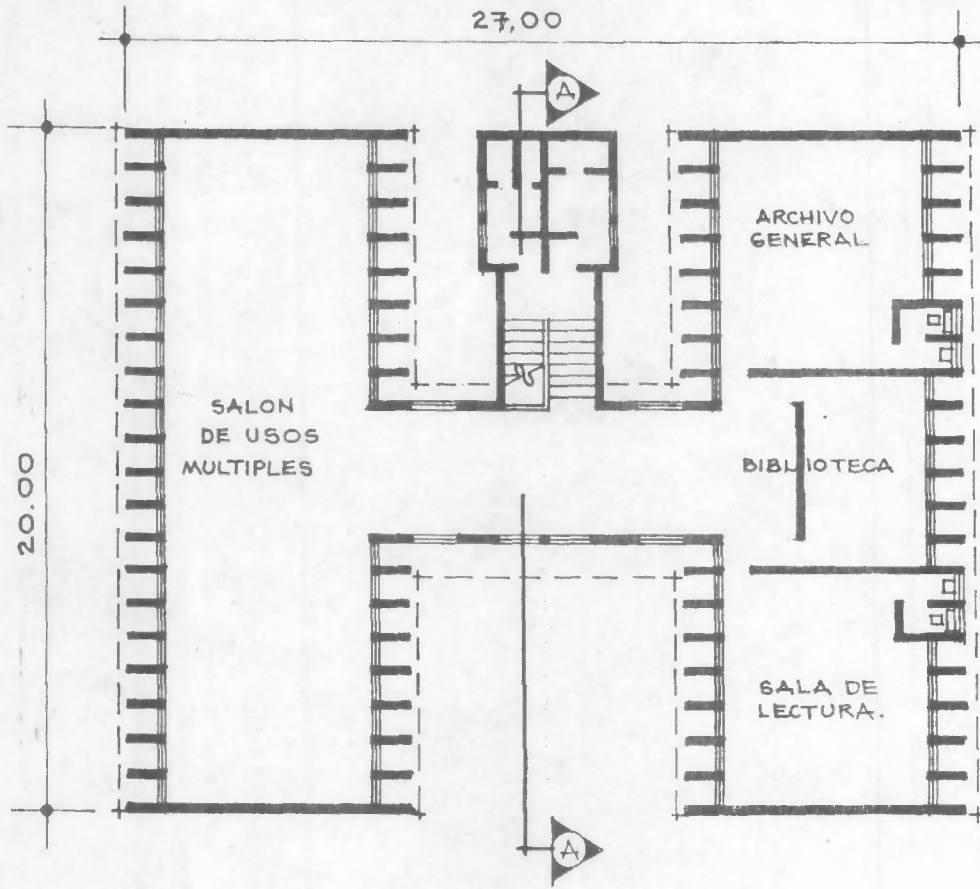 27,00
A
ARCHIVO
GENERAL
SALON
DE USOS
MULTIPLES
BIBLIOTECA
20.00
SALA DE
LECTURA.
A